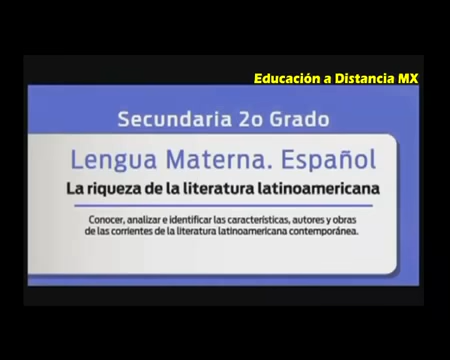 Educación a Distancia MX
Secundaria 2o Grado
Lengua Materna. Español
La riqueza de la literatura latinoamericana
Conocer, analizar e identificar las características, autores y obras
de las corrientes de la literatura latinoamericana contemporánea.